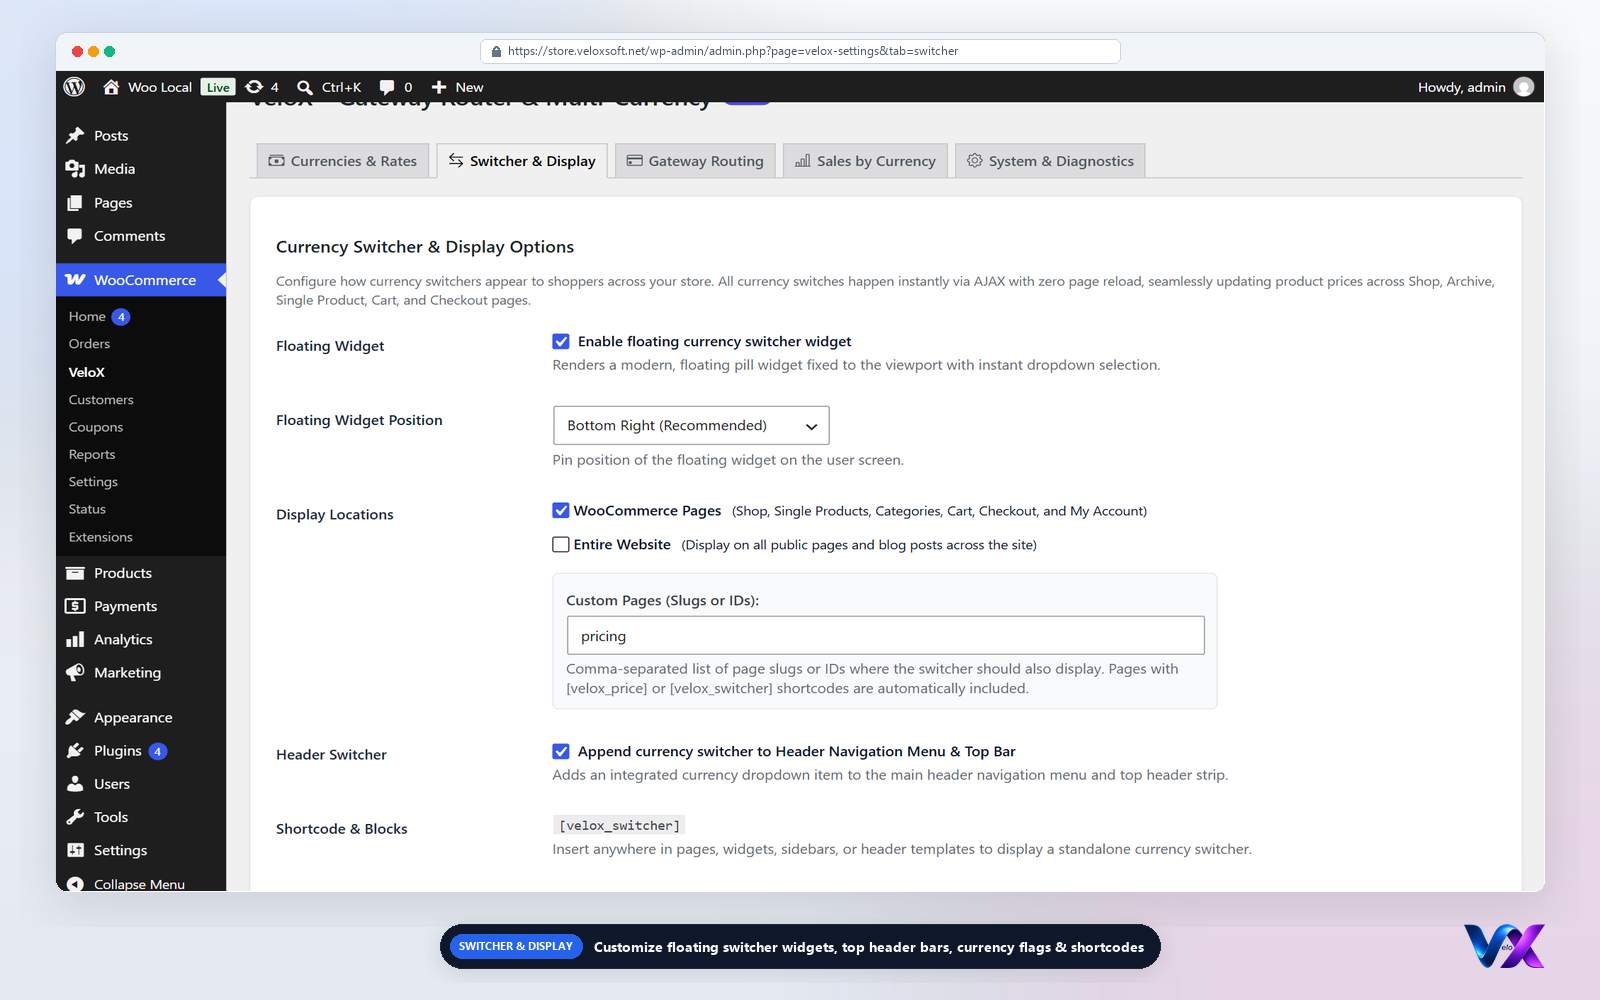 https://store.veloxsoft.net/wp-admin/admin.php?page=velox-settings&tab=switcher
Woo Local Live 4 Ctrl+K 0 New Howdy, admin
VeloX - Gateway Router & Multi-Currency
Posts
Media
Pages
Comments
WooCommerce
Home 4
Orders
VeloX
Customers
Coupons
Reports
Settings
Status
Extensions
Products
Payments
Analytics
Marketing
Appearance
Plugins 4
Users
Tools
Settings
Collapse Menu
Currencies & Rates Switcher & Display Gateway Routing Sales by Currency System & Diagnostics
Currency Switcher & Display Options
Configure how currency switchers appear to shoppers across your store. All currency switches happen instantly via AJAX with zero page reload, seamlessly updating product prices across Shop, Archive,
Single Product, Cart, and Checkout pages.
Floating Widget
Enable floating currency switcher widget
Renders a modern, floating pill widget fixed to the viewport with instant dropdown selection.
Floating Widget Position
Bottom Right (Recommended)
Pin position of the floating widget on the user screen.
Display Locations
WooCommerce Pages (Shop, Single Products, Categories, Cart, Checkout, and My Account)
Entire Website (Display on all public pages and blog posts across the site)
Custom Pages (Slugs or IDs):
pricing
Comma-separated list of page slugs or IDs where the switcher should also display. Pages with
[velox_price] or [velox_switcher] shortcodes are automatically included.
Header Switcher
Append currency switcher to Header Navigation Menu & Top Bar
Adds an integrated currency dropdown item to the main header navigation menu and top header strip.
Shortcode & Blocks
[velox_switcher]
Insert anywhere in pages, widgets, sidebars, or header templates to display a standalone currency switcher.
SWITCHER & DISPLAY Customize floating switcher widgets, top header bars, currency flags & shortcodes
VeloX